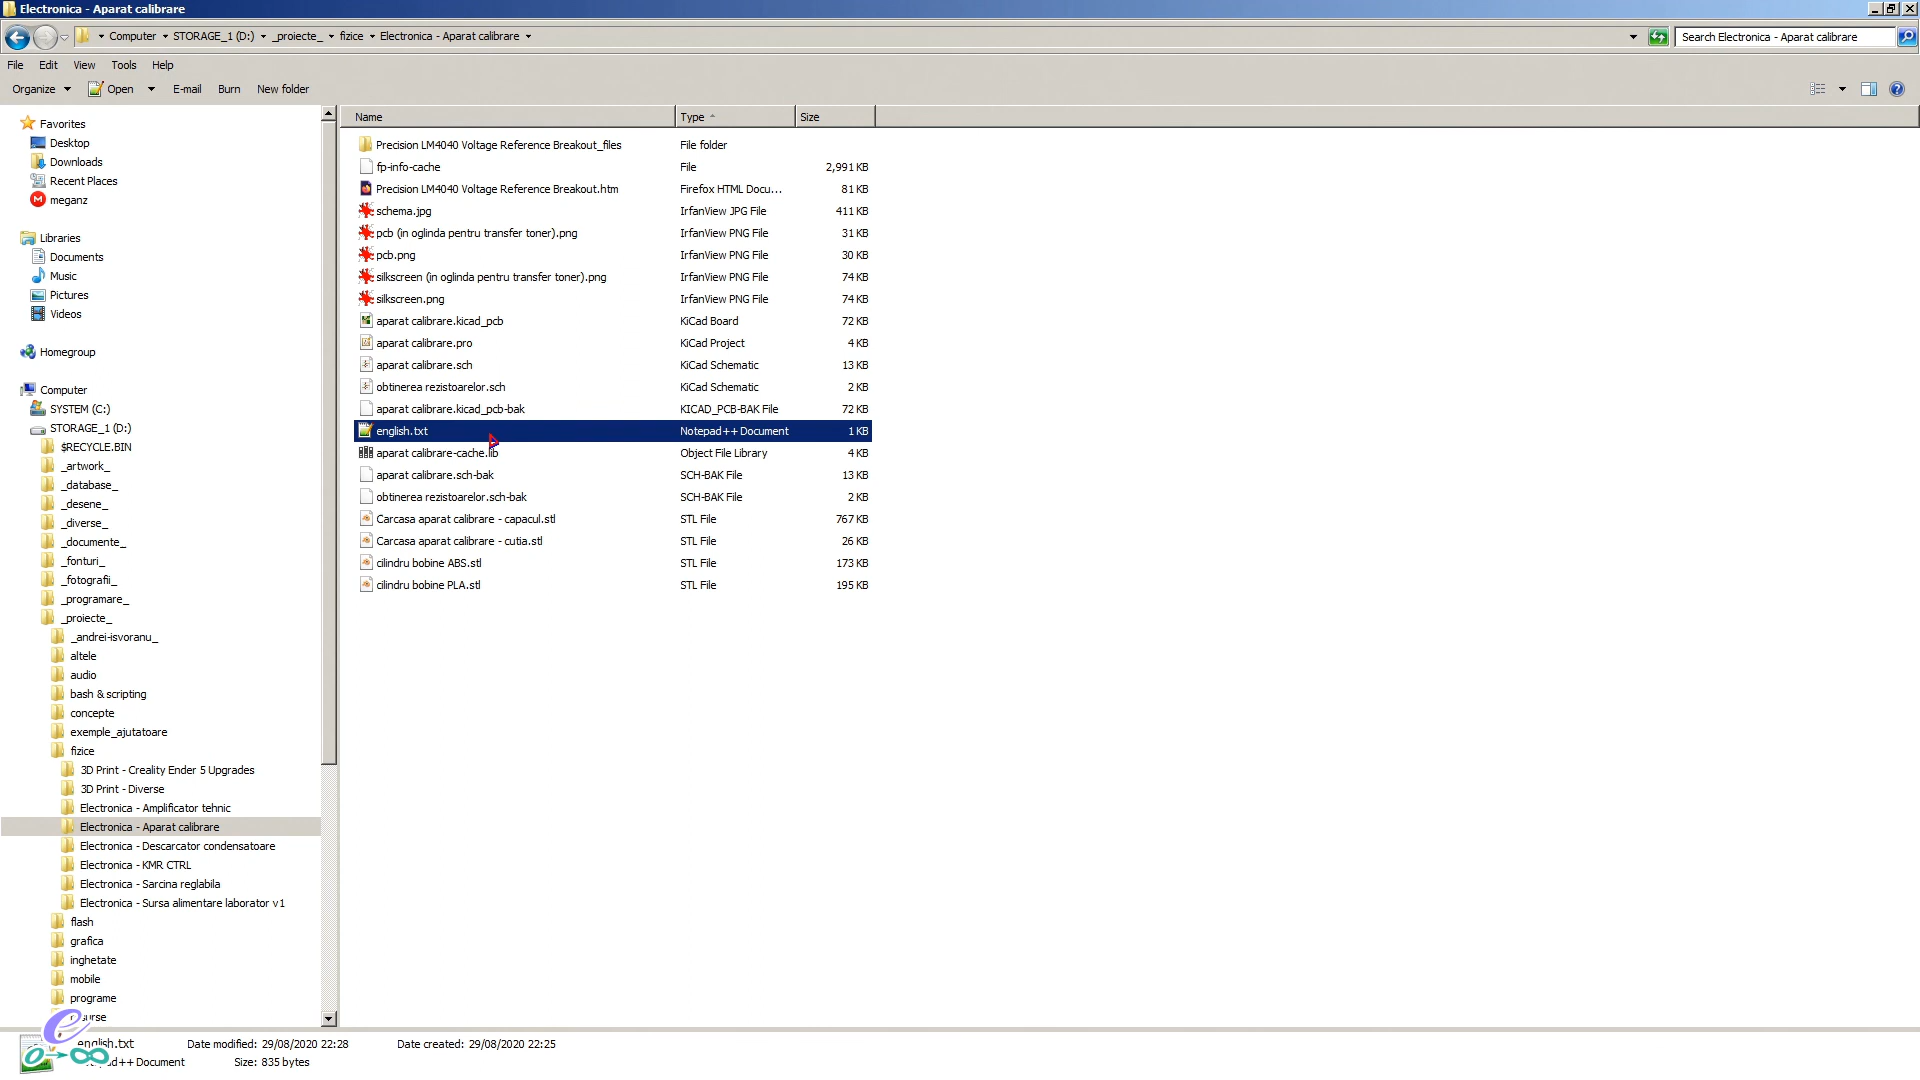 Electronica - Aparat calibrare
Computer STORAGE_1 (D:) _proiecte_ fizice Electronica - Aparat calibrare
Search Electronica - Aparat calibrare
File Edit View Tools Help
Organize Open E-mail Burn New folder
Favorites
Desktop
Downloads
Recent Places
meganz
Libraries
Documents
Music
Pictures
Videos
Homegroup
Computer
SYSTEM (C:)
STORAGE_1 (D:)
$RECYCLE.BIN
_artwork_
_database_
_desene_
_diverse_
_documente_
_fonturi_
_fotografii_
_programare_
_proiecte_
_andrei-isvoranu_
altele
audio
bash & scripting
concepte
exemple_ajutatoare
fizice
3D Print - Creality Ender 5 Upgrades
3D Print - Diverse
Electronica - Amplificator tehnic
Electronica - Aparat calibrare
Electronica - Descarcator condensatoare
Electronica - KMR CTRL
Electronica - Sarcina reglabila
Electronica - Sursa alimentare laborator v1
flash
grafica
inghetate
mobile
programe
Name Type Size
Precision LM4040 Voltage Reference Breakout_files File folder
fp-info-cache File 2,991 KB
Precision LM4040 Voltage Reference Breakout.htm Firefox HTML Docu... 81 KB
schema.jpg IrfanView JPG File 411 KB
pcb (in oglinda pentru transfer toner).png IrfanView PNG File 31 KB
pcb.png IrfanView PNG File 30 KB
silkscreen (in oglinda pentru transfer toner).png IrfanView PNG File 74 KB
silkscreen.png IrfanView PNG File 74 KB
aparat calibrare.kicad_pcb KiCad Board 72 KB
aparat calibrare.pro KiCad Project 4 KB
aparat calibrare.sch KiCad Schematic 13 KB
obtinerea rezistoarelor.sch KiCad Schematic 2 KB
aparat calibrare.kicad_pcb-bak KICAD_PCB-BAK File 72 KB
english.txt Notepad++ Document 1 KB
aparat calibrare-cache.lib Object File Library 4 KB
aparat calibrare.sch-bak SCH-BAK File 13 KB
obtinerea rezistoarelor.sch-bak SCH-BAK File 2 KB
Carcasa aparat calibrare - capacul.stl STL File 767 KB
Carcasa aparat calibrare - cutia.stl STL File 26 KB
cilindru bobine ABS.stl STL File 173 KB
cilindru bobine PLA.stl STL File 195 KB
english.txt Date modified: 29/08/2020 22:28 Date created: 29/08/2020 22:25
Document Size: 835 bytes